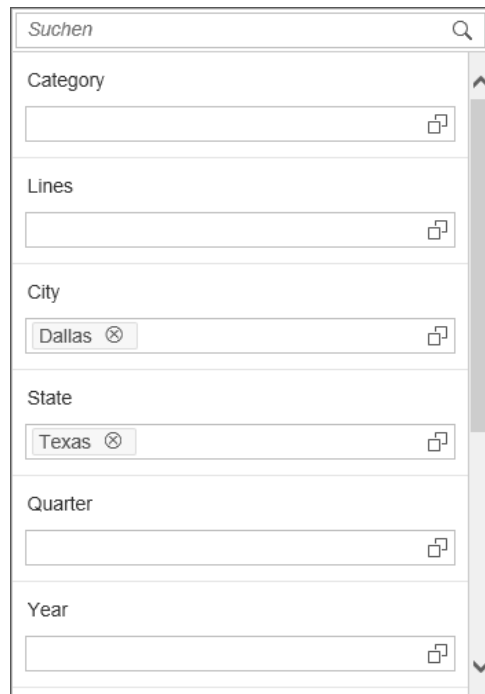 Suchen
Category
Lines
City
Dallas
State
Texas
Quarter
Year